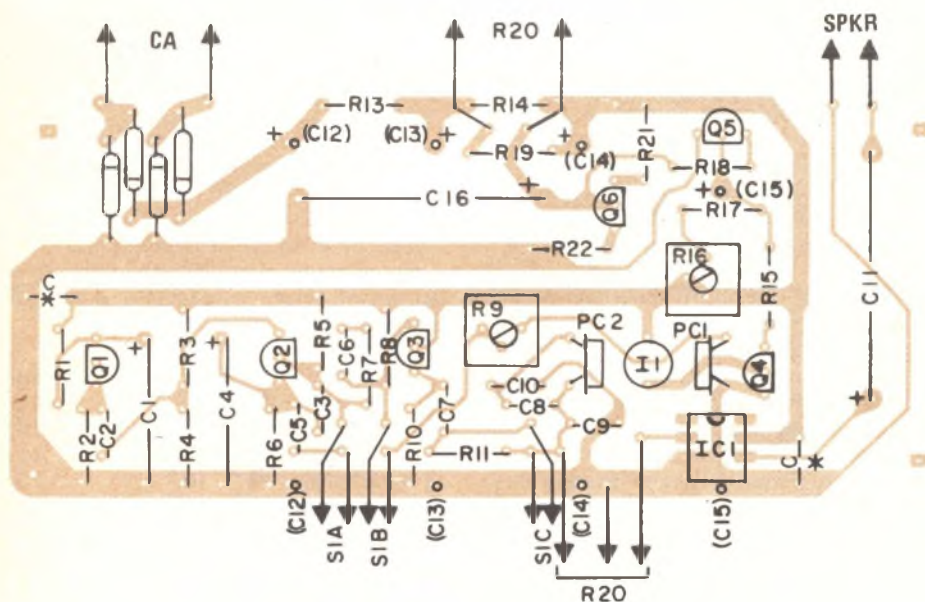 CA
R20
SPKR
R13
R14
+ (C12)
(C13) +
R19
+
(C14)
R21
Q5
R18
+ (C15)
C16
+
Q6
R17
R22
R16
R15
C11
*C
R1
Q1
+
C1
R3
+
C4
Q2
R5
C6
R7
R8
Q3
R9
PC2
I1
PC1
Q4
R2
C2
R4
R6
C5
C3
R10
C7
C10
C8
C9
R11
IC1
+
C*
(C12)
S1A
S1B
(C13)
S1C
(C14)
(C15)
R20